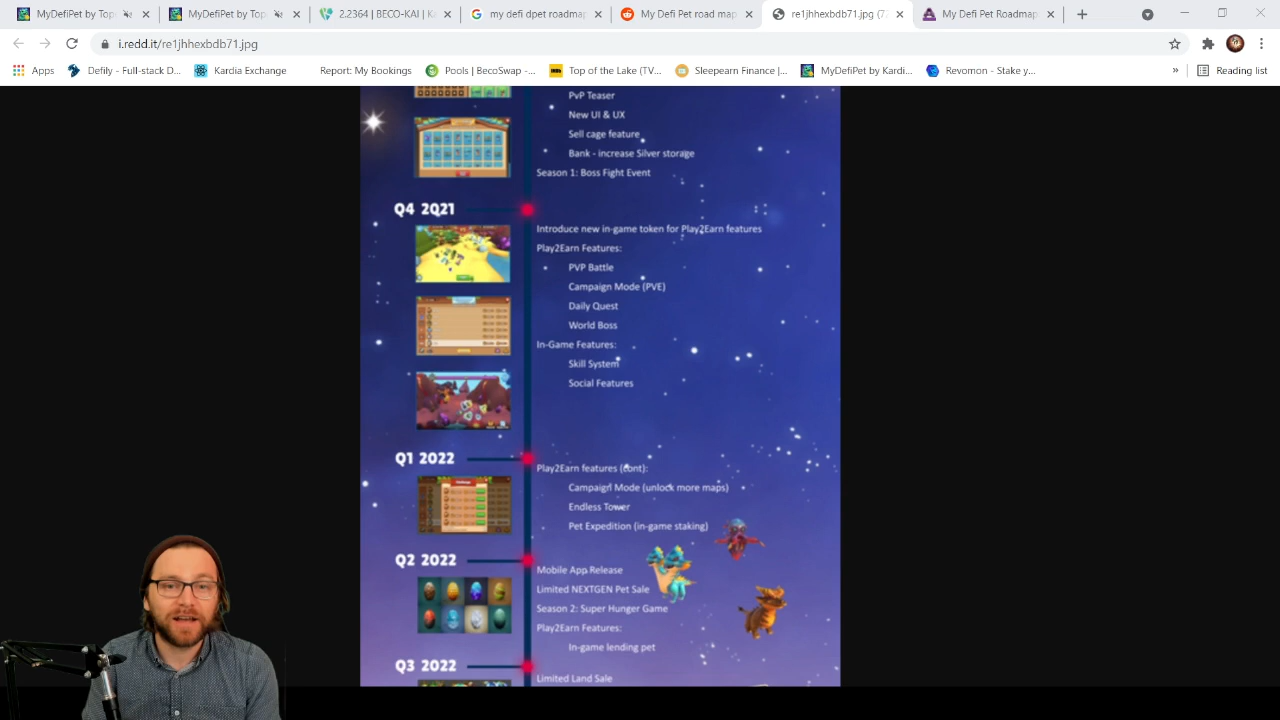 MyDeFiPet by Top
MyDeFiPet by Top
2.2364 | BECO-KAI | K
my defi dpet roadmap
My Defi Pet road map
re1jhhexbdb71.jpg (7
My Defi Pet Roadmap
i.redd.it/re1jhhexbdb71.jpg
Apps
Defily - Full-stack D...
Kardia Exchange
Report: My Bookings
Pools | BecoSwap -...
Top of the Lake (TV...
Sleepearn Finance |...
MyDefiPet by Kardi...
Revomon - Stake y...
»
Reading list
PvP Teaser
New UI & UX
Sell cage feature
Bank - increase Silver storage
Season 1: Boss Fight Event
Q4 2021
Introduce new in-game token for Play2Earn features
Play2Earn Features:
PVP Battle
Campaign Mode (PVE)
Daily Quest
World Boss
In-Game Features:
Skill System
Social Features
Q1 2022
Play2Earn features (cont):
Campaign Mode (unlock more maps)
Endless Tower
Pet Expedition (in-game staking)
Q2 2022
Mobile App Release
Limited NEXTGEN Pet Sale
Season 2: Super Hunger Game
Play2Earn Features:
In-game lending pet
Q3 2022
Limited Land Sale